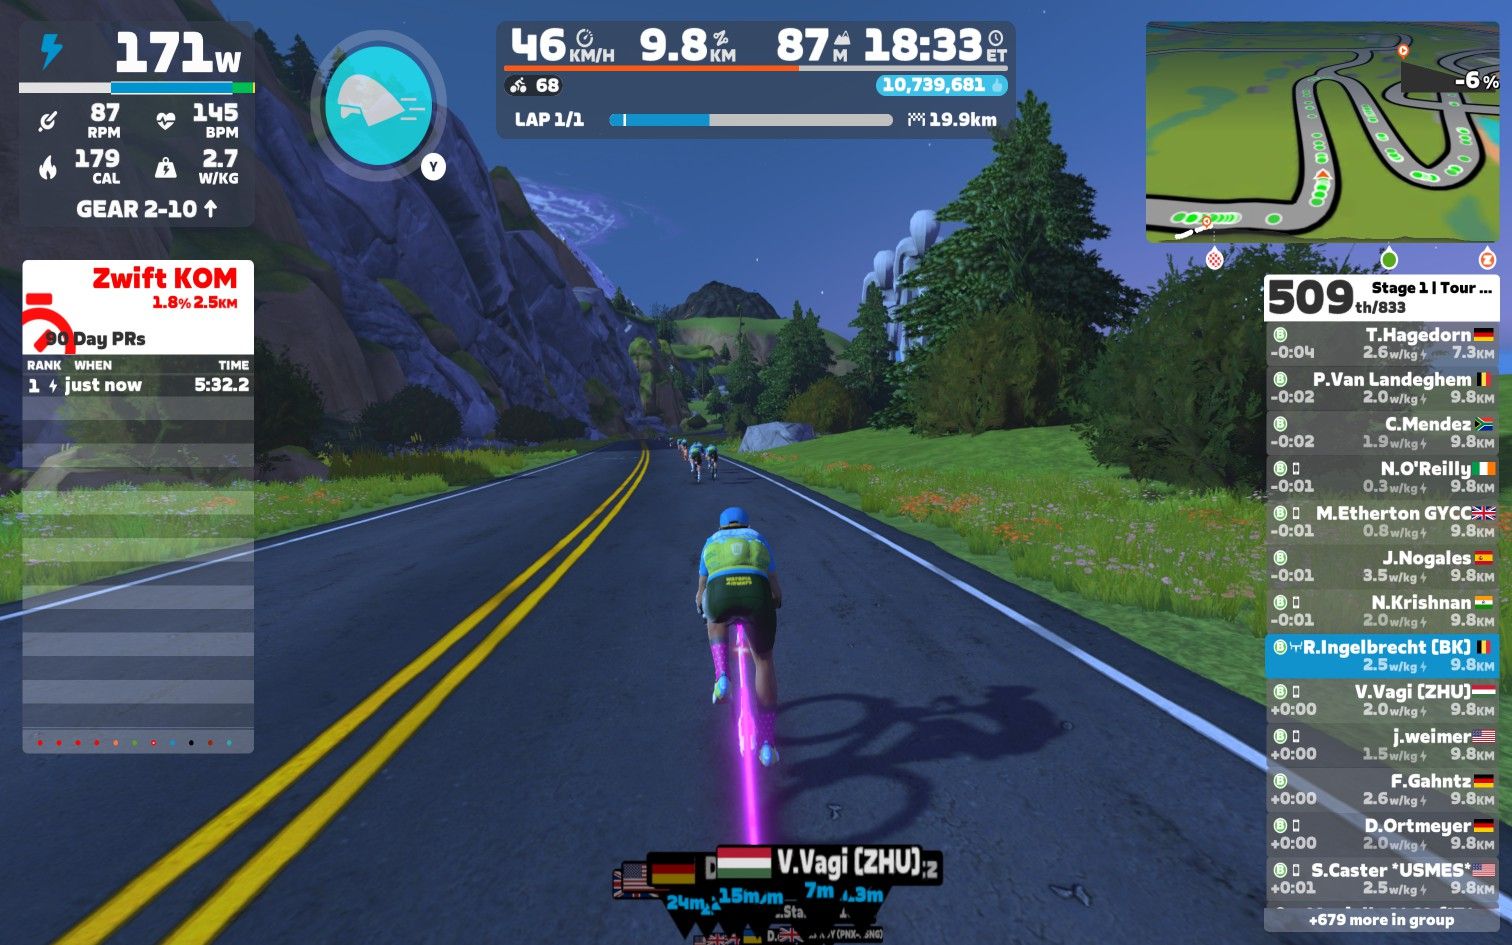 171w
87 RPM
145 BPM
179 CAL
2.7 W/KG
GEAR 2-10
Y
46 KM/H 9.8 KM 87 M 18:33 ET
68
10,739,681
LAP 1/1
19.9km
-6 %
Zwift KOM
1.8% 2.5KM
90 Day PRs
RANK WHEN TIME
1 just now 5:32.2
509th/833
Stage 1 | Tour ...
B T.Hagedorn
-0:04 2.6w/kg 7.3KM
B P.Van Landeghem
-0:02 2.0w/kg 9.8KM
B C.Mendez
-0:02 1.9w/kg 9.8KM
B N.O'Reilly
-0:01 0.3w/kg 9.8KM
B M.Etherton GYCC
-0:01 0.8w/kg 9.8KM
B J.Nogales
-0:01 3.5w/kg 9.8KM
B N.Krishnan
-0:01 2.0w/kg 9.8KM
B R.Ingelbrecht (BK)
2.5w/kg 9.8KM
B V.Vagi (ZHU)
+0:00 2.0w/kg 9.8KM
B j.weimer
+0:00 1.5w/kg 9.8KM
B F.Gahntz
+0:00 2.6w/kg 9.8KM
B D.Ortmeyer
+0:00 2.0w/kg 9.8KM
B S.Caster *USMES*
+0:01 2.5w/kg 9.8KM
+679 more in group
WATOPIA
AIRWAYS
V.Vagi (ZHU)
24m 15m 7m